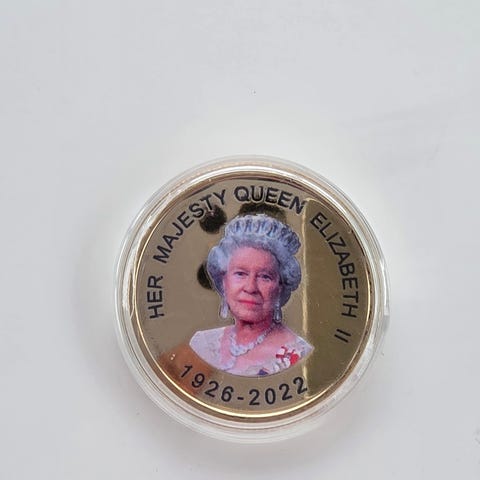 HER MAJESTY QUEEN ELIZABETH II
1926-2022